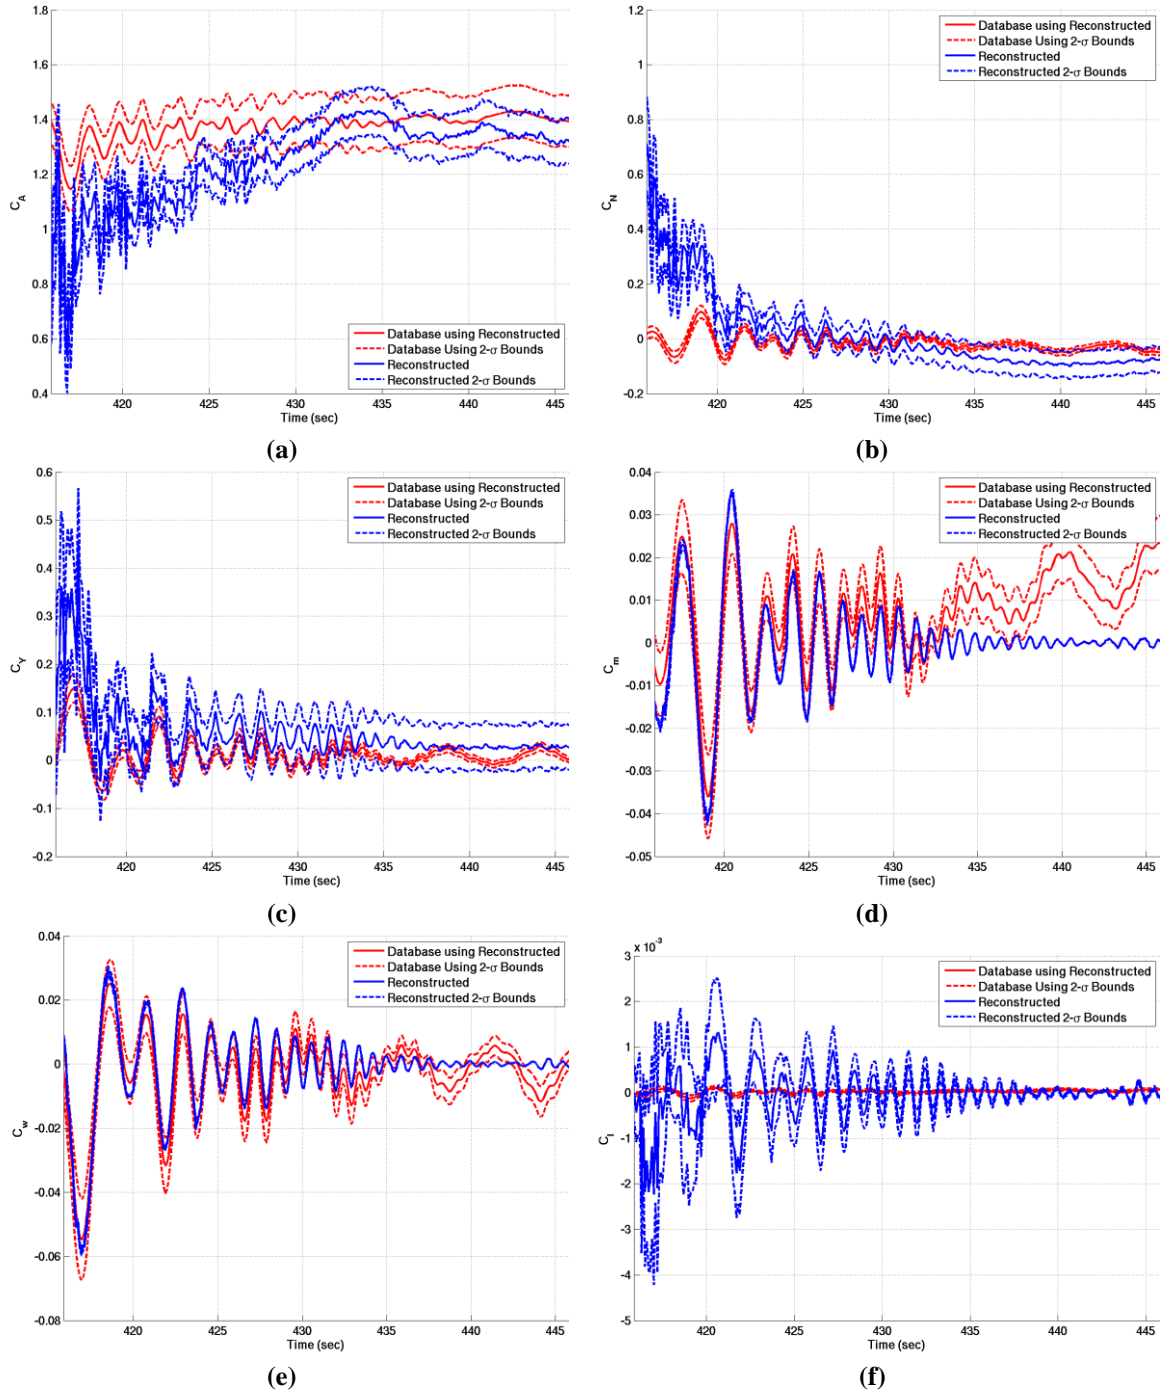 1.8
1.6
1.4
1.2
1
0.8
0.6
0.4
C_A
420
425
430
435
440
445
Time (sec)
Database using Reconstructed
Database Using 2-σ Bounds
Reconstructed
Reconstructed 2-σ Bounds
(a)
1.2
1
0.8
0.6
0.4
0.2
0
-0.2
C_N
420
425
430
435
440
445
Time (sec)
Database using Reconstructed
Database Using 2-σ Bounds
Reconstructed
Reconstructed 2-σ Bounds
(b)
0.6
0.5
0.4
0.3
0.2
0.1
0
-0.1
-0.2
C_Y
420
425
430
435
440
445
Time (sec)
Database using Reconstructed
Database Using 2-σ Bounds
Reconstructed
Reconstructed 2-σ Bounds
(c)
0.04
0.03
0.02
0.01
0
-0.01
-0.02
-0.03
-0.04
-0.05
C_m
420
425
430
435
440
445
Time (sec)
Database using Reconstructed
Database Using 2-σ Bounds
Reconstructed
Reconstructed 2-σ Bounds
(d)
0.04
0.02
0
-0.02
-0.04
-0.06
-0.08
C_w
420
425
430
435
440
445
Time (sec)
Database using Reconstructed
Database Using 2-σ Bounds
Reconstructed
Reconstructed 2-σ Bounds
(e)
x 10^-3
3
2
1
0
-1
-2
-3
-4
-5
C_l
420
425
430
435
440
445
Time (sec)
Database using Reconstructed
Database Using 2-σ Bounds
Reconstructed
Reconstructed 2-σ Bounds
(f)